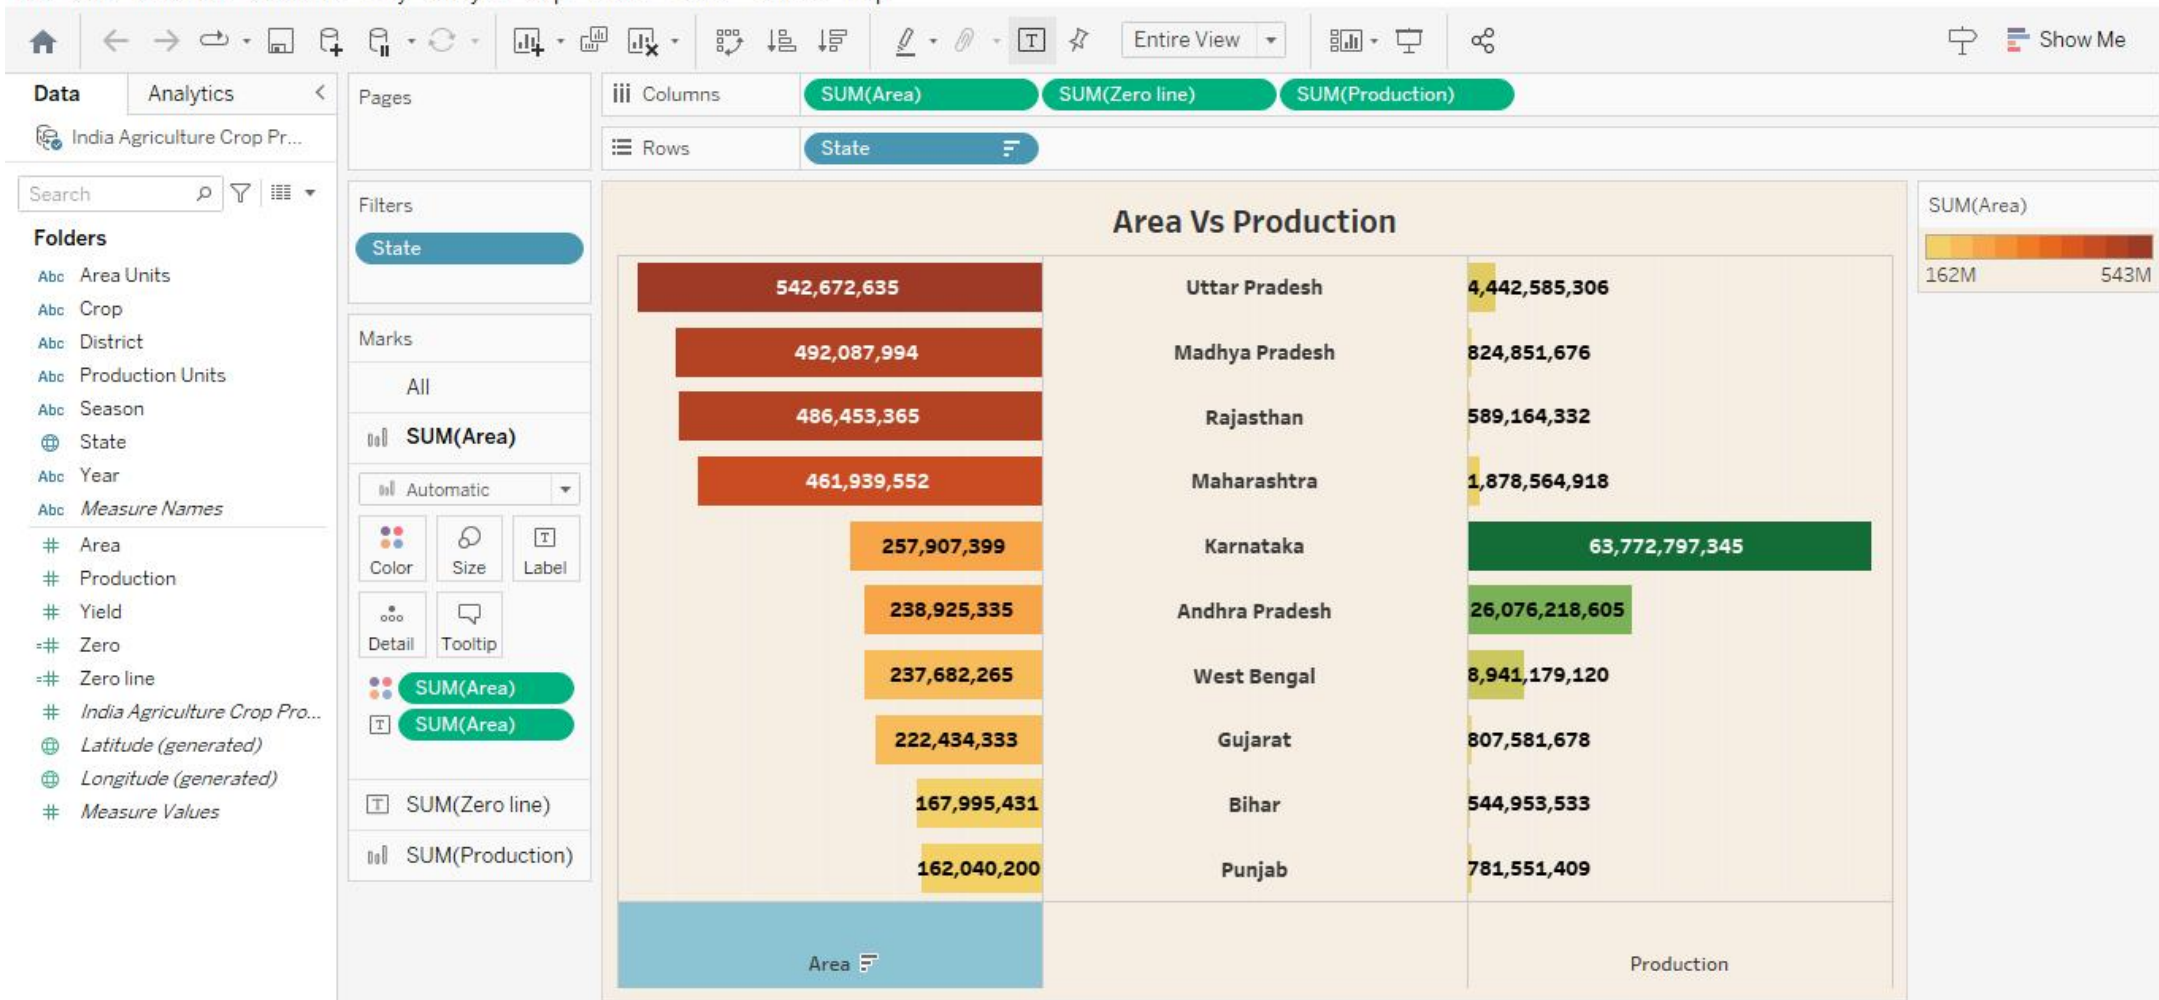 Entire View
Show Me
Data
Analytics
India Agriculture Crop Pr...
Search
Folders
Abc Area Units
Abc Crop
Abc District
Abc Production Units
Abc Season
State
Abc Year
Abc Measure Names
# Area
# Production
# Yield
=# Zero
=# Zero line
# India Agriculture Crop Pro...
Latitude (generated)
Longitude (generated)
# Measure Values
Pages
Filters
State
Marks
All
SUM(Area)
Automatic
Color
Size
Label
Detail
Tooltip
SUM(Area)
SUM(Area)
SUM(Zero line)
SUM(Production)
Columns
SUM(Area)
SUM(Zero line)
SUM(Production)
Rows
State
Area Vs Production
542,672,635 Uttar Pradesh 4,442,585,306
492,087,994 Madhya Pradesh 824,851,676
486,453,365 Rajasthan 589,164,332
461,939,552 Maharashtra 1,878,564,918
257,907,399 Karnataka 63,772,797,345
238,925,335 Andhra Pradesh 26,076,218,605
237,682,265 West Bengal 8,941,179,120
222,434,333 Gujarat 807,581,678
167,995,431 Bihar 544,953,533
162,040,200 Punjab 781,551,409
Area
Production
SUM(Area)
162M 543M